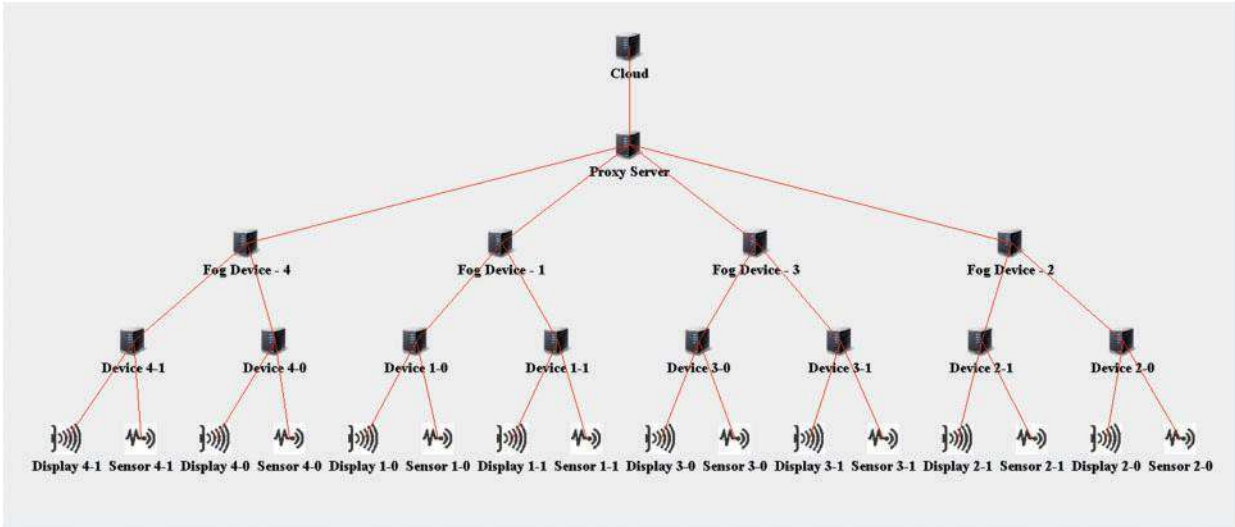 Cloud
Proxy Server
Fog Device - 4
Fog Device - 1
Fog Device - 3
Fog Device - 2
Device 4-1
Device 4-0
Device 1-0
Device 1-1
Device 3-0
Device 3-1
Device 2-1
Device 2-0
Display 4-1
Sensor 4-1
Display 4-0
Sensor 4-0
Display 1-0
Sensor 1-0
Display 1-1
Sensor 1-1
Display 3-0
Sensor 3-0
Display 3-1
Sensor 3-1
Display 2-1
Sensor 2-1
Display 2-0
Sensor 2-0